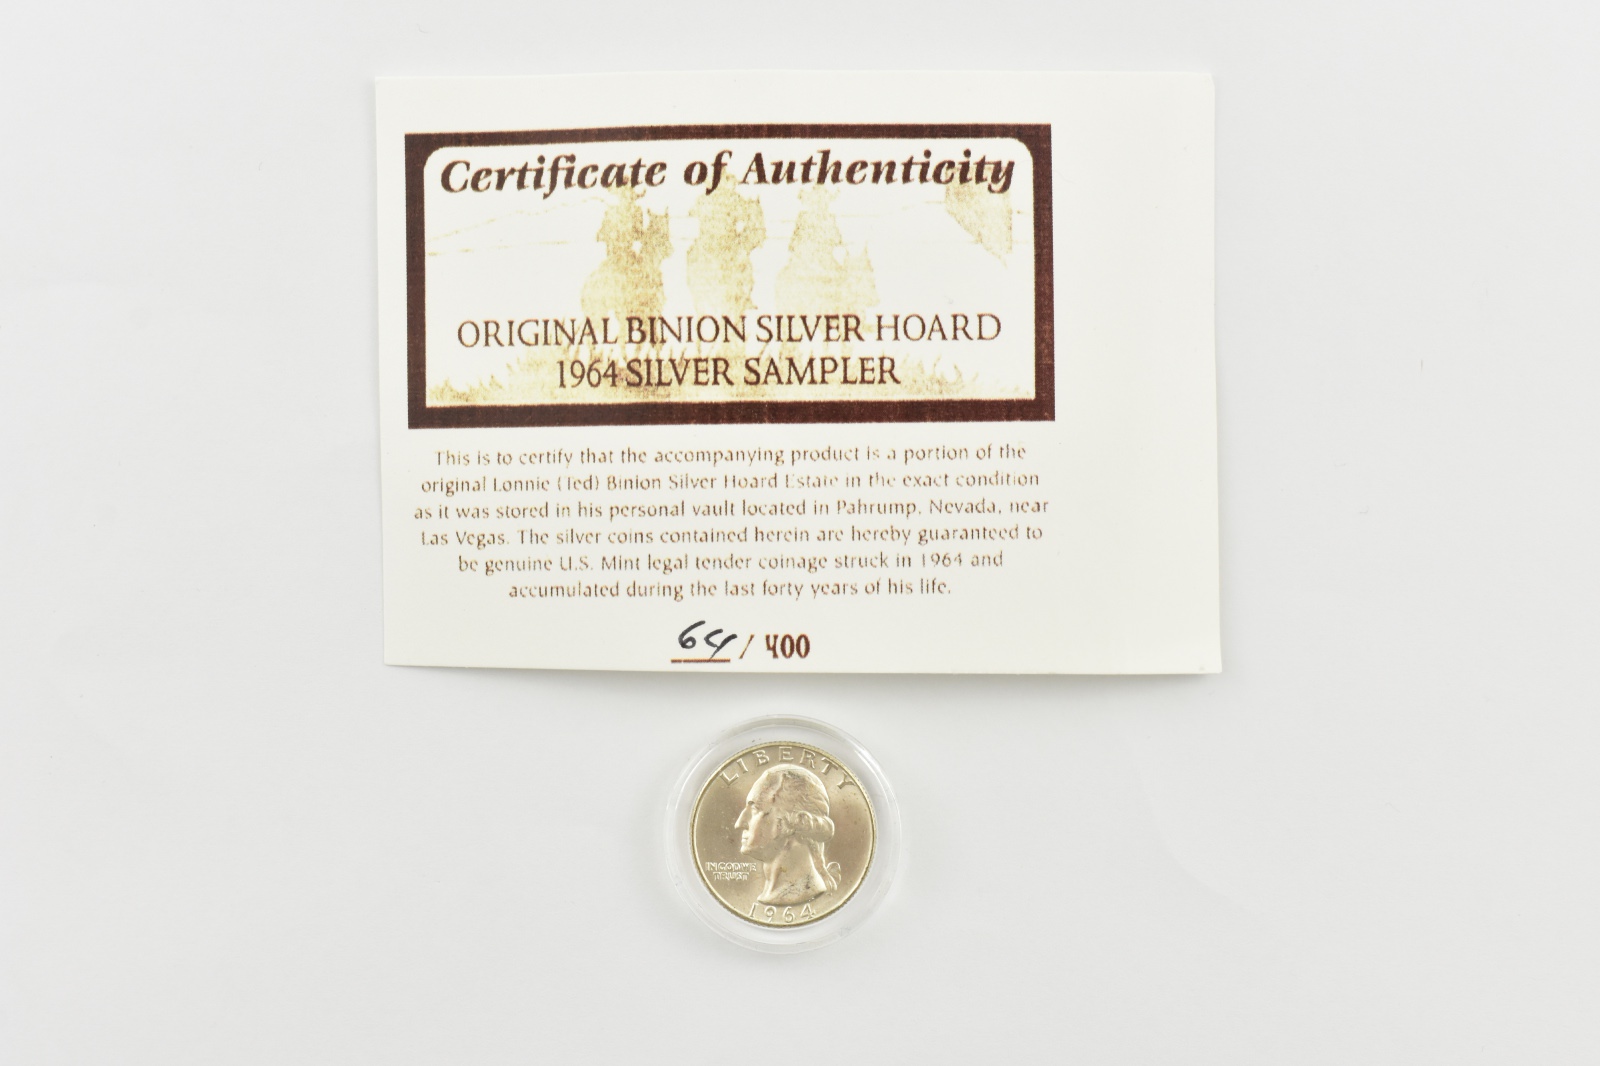 Certificate of Authenticity
ORIGINAL BINION SILVER HOARD
1964 SILVER SAMPLER
This is to certify that the accompanying product is a portion of the
original Lonnie (Ted) Binion Silver Hoard Estate in the exact condition
as it was stored in his personal vault located in Pahrump, Nevada, near
Las Vegas. The silver coins contained herein are hereby guaranteed to
be genuine U.S. Mint legal tender coinage struck in 1964 and
accumulated during the last forty years of his life.
64 / 400
LIBERTY
IN GOD WE
TRUST
1964